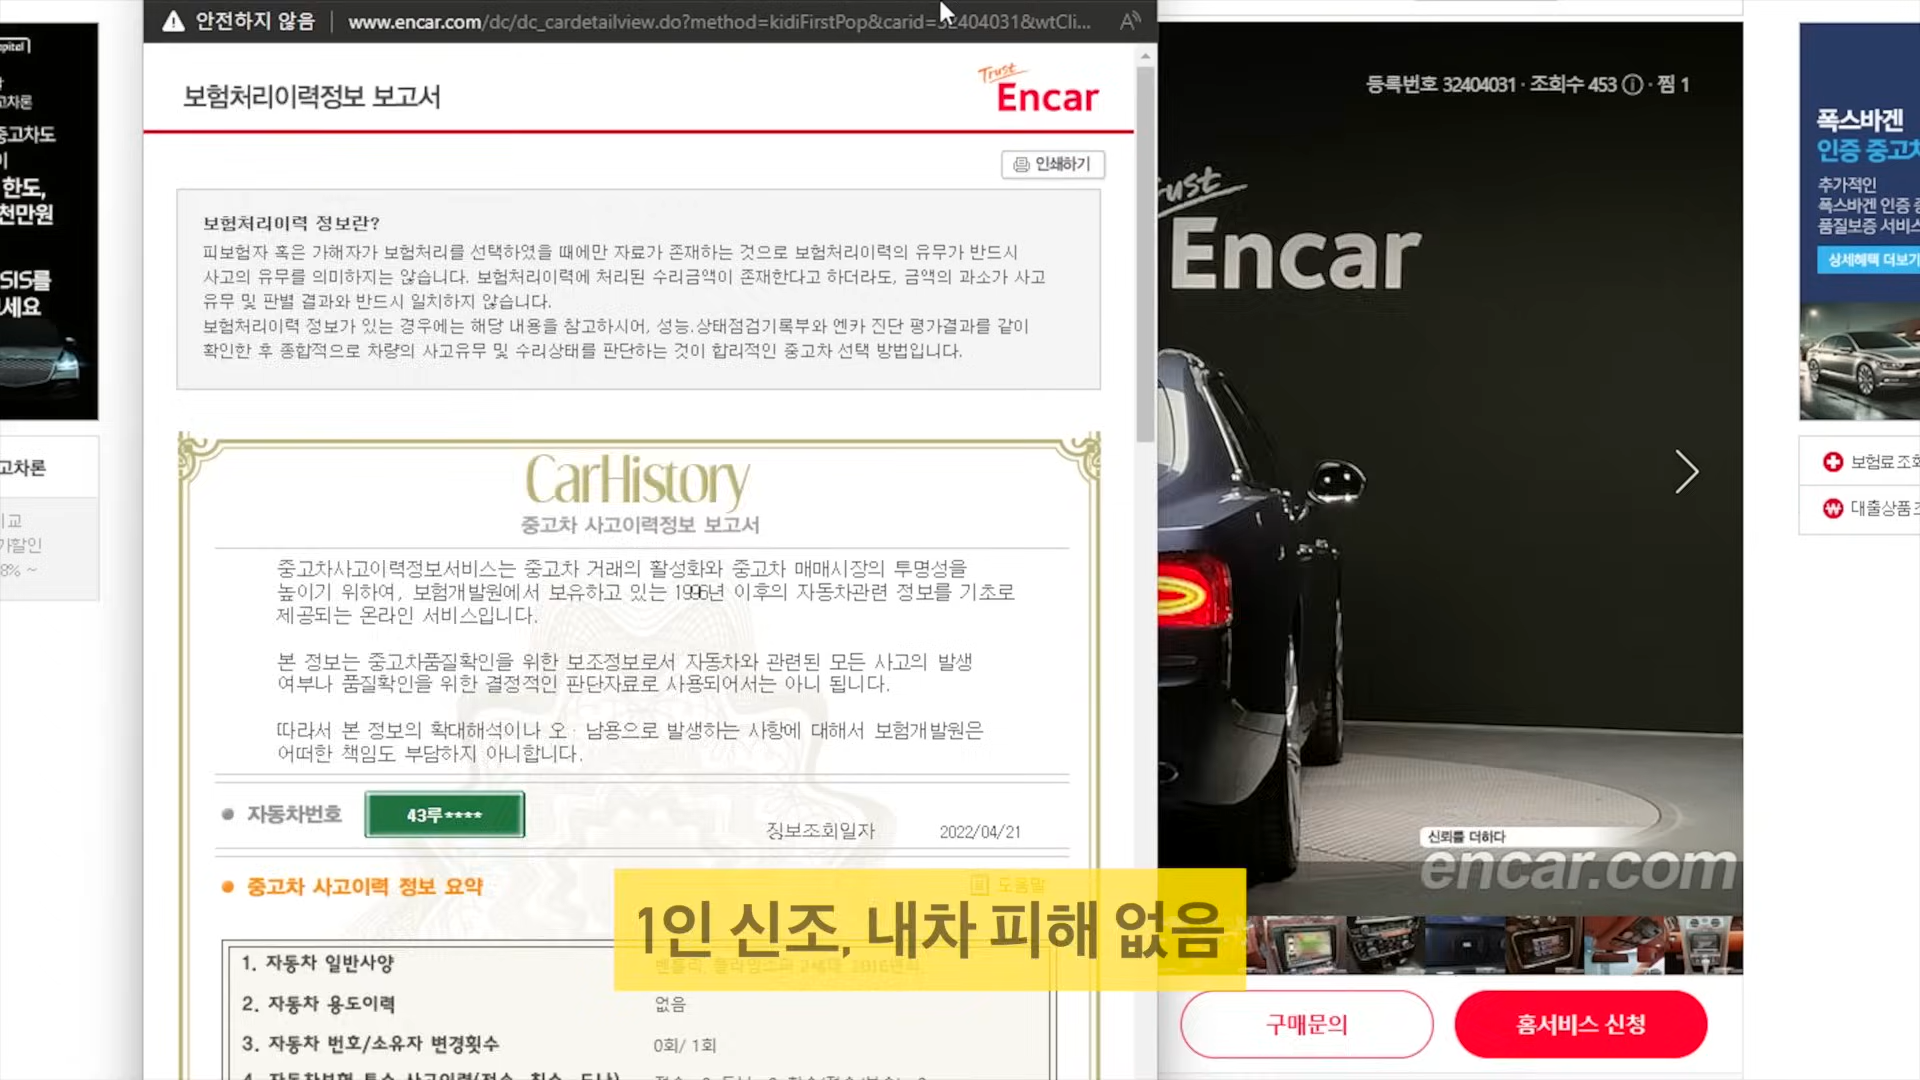 안전하지 않음
www.encar.com/dc/dc_cardetailview.do?method=kidiFirstPop&carid=32404031&wtCli...
보험처리이력정보 보고서
Trust
Encar
인쇄하기
보험처리이력 정보란?
피보험자 혹은 가해자가 보험처리를 선택하였을 때에만 자료가 존재하는 것으로 보험처리이력의 유무가 반드시
사고의 유무를 의미하지는 않습니다. 보험처리이력에 처리된 수리금액이 존재한다고 하더라도, 금액의 과소가 사고
유무 및 판별 결과와 반드시 일치하지 않습니다.
보험처리이력 정보가 있는 경우에는 해당 내용을 참고하시어, 성능.상태점검기록부와 엔카 진단 평가결과를 같이
확인한 후 종합적으로 차량의 사고유무 및 수리상태를 판단하는 것이 합리적인 중고차 선택 방법입니다.
CarHistory
중고차 사고이력정보 보고서
중고차사고이력정보서비스는 중고차 거래의 활성화와 중고차 매매시장의 투명성을
높이기 위하여, 보험개발원에서 보유하고 있는 1996년 이후의 자동차관련 정보를 기초로
제공되는 온라인 서비스입니다.
본 정보는 중고차품질확인을 위한 보조정보로서 자동차와 관련된 모든 사고의 발생
여부나 품질확인을 위한 결정적인 판단자료로 사용되어서는 아니 됩니다.
따라서 본 정보의 확대해석이나 오·남용으로 발생하는 사항에 대해서 보험개발원은
어떠한 책임도 부담하지 아니합니다.
자동차번호
43루****
정보조회일자 2022/04/21
중고차 사고이력 정보 요약
도움말
1인 신조, 내차 피해 없음
1. 자동차 일반사양
2. 자동차 용도이력 없음
3. 자동차 번호/소유자 변경횟수 0회/ 1회
등록번호 32404031 · 조회수 453 · 찜 1
Encar
신뢰를 더하다
encar.com
구매문의
홈서비스 신청
폭스바겐
인증 중고차
추가적인
폭스바겐 인증
품질보증 서비스
상세혜택 더보기
보험료 조회
대출상품
중고차도
한도,
천만원
고차론